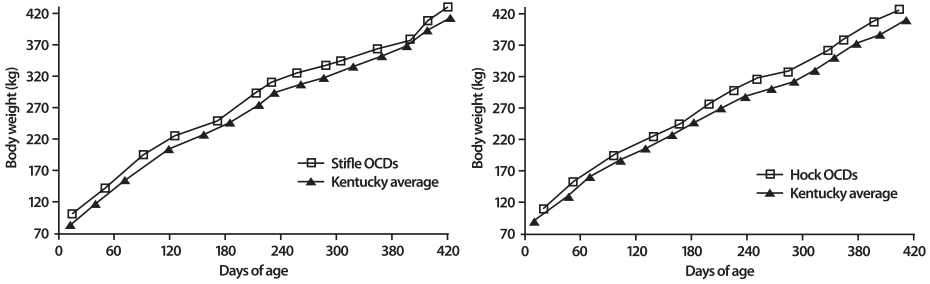 Body weight (kg)
420
370
320
270
220
170
120
70
0 60 120 180 240 300 360 420
Days of age
Stifle OCDs
Kentucky average
Body weight (kg)
420
370
320
270
220
170
120
70
0 60 120 180 240 300 360 420
Days of age
Hock OCDs
Kentucky average